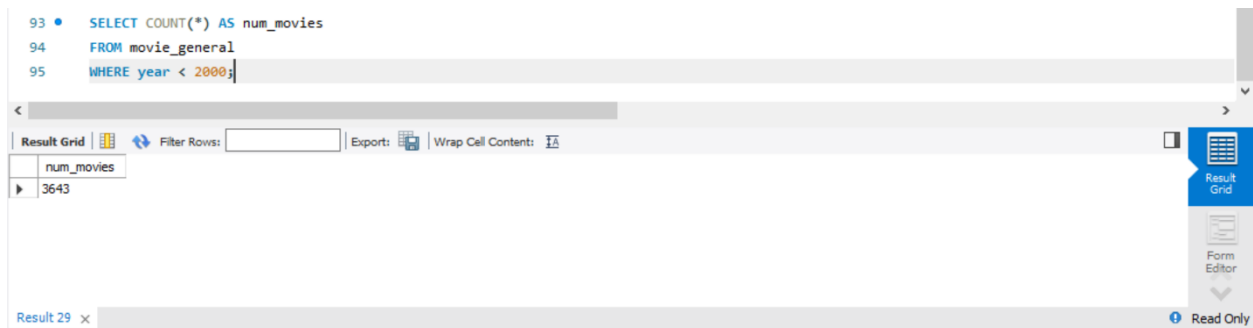 93 SELECT COUNT(*) AS num_movies
94 FROM movie_general
95 WHERE year < 2000;
Result Grid Filter Rows: Export: Wrap Cell Content: IA
num_movies
3643
Result
Grid
Form
Editor
Result 29 × Read Only